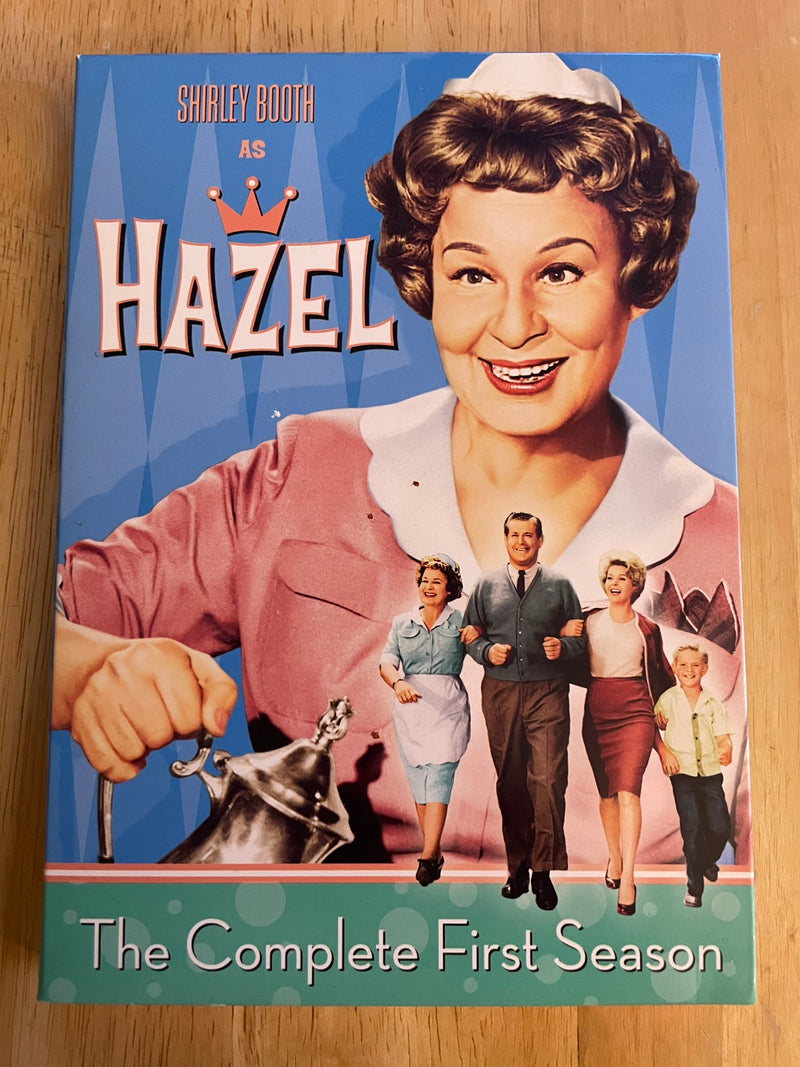 SHIRLEY BOOTH
AS
HAZEL
The Complete First Season